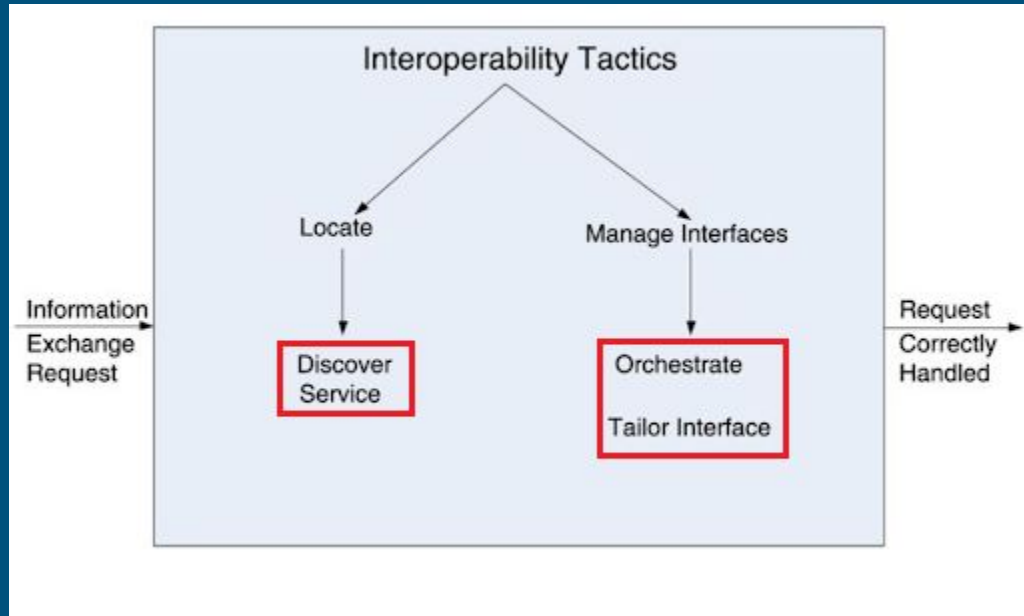 Interoperability Tactics
Locate
Manage Interfaces
Information
Exchange
Request
Discover
Service
Orchestrate
Tailor Interface
Request
Correctly
Handled